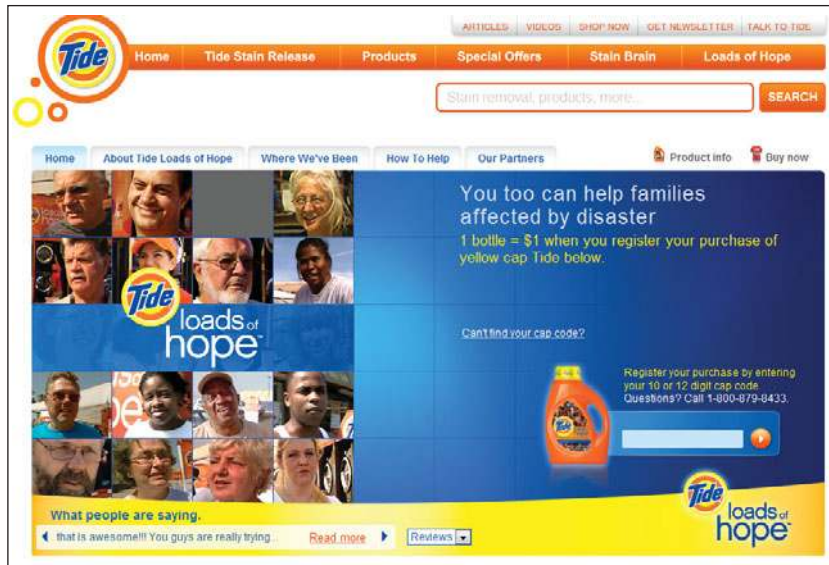 ARTICLES VIDEOS SHOP NOW GET NEWSLETTER TALK TO TIDE
Tide
Home Tide Stain Release Products Special Offers Stain Brain Loads of Hope
Stain removal, products, more... SEARCH
Home About Tide Loads of Hope Where We've Been How To Help Our Partners Product info Buy now
You too can help families
affected by disaster
1 bottle = $1 when you register your purchase of
yellow cap Tide below.
Tide
loads of
hope
Can't find your cap code?
Register your purchase by entering
your 10 or 12 digit cap code
Questions? Call 1-800-879-8433.
Tide
What people are saying.
that is awesome!!! You guys are really trying... Read more Reviews
Tide
loads of
hope